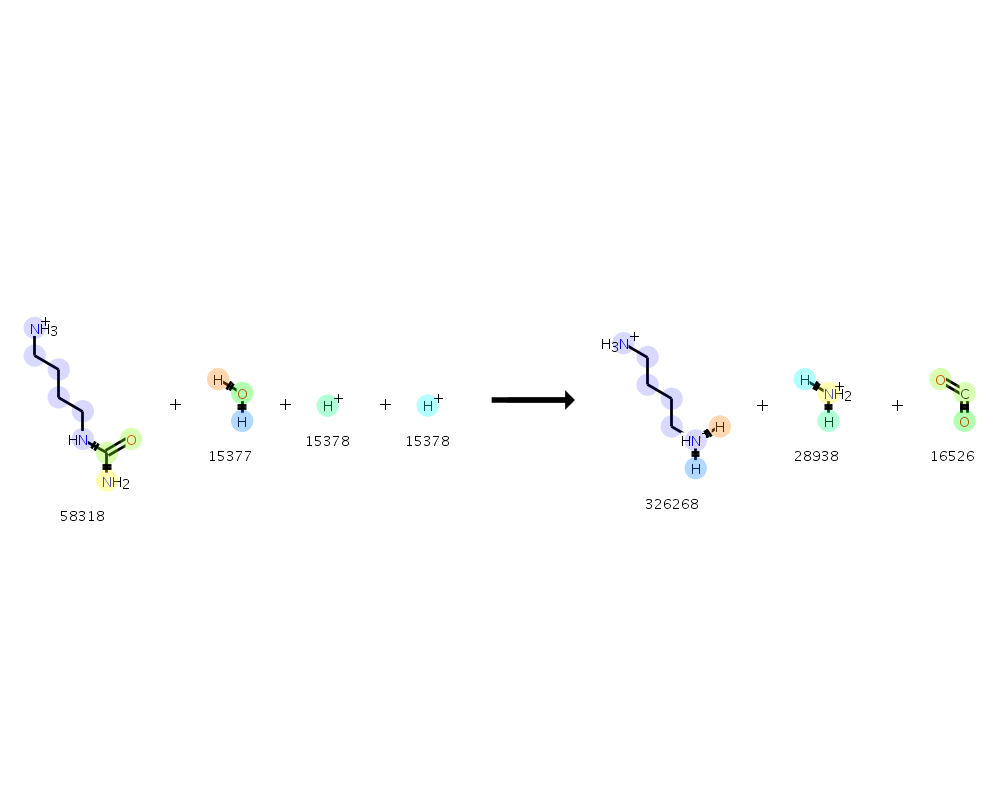 NH3+
HN
O
NH2
58318
+
H
O
H
15377
+
H+
15378
+
H+
15378
H3N+
HN
H
H
326268
+
H
NH2+
H
28938
+
O
C
O
16526